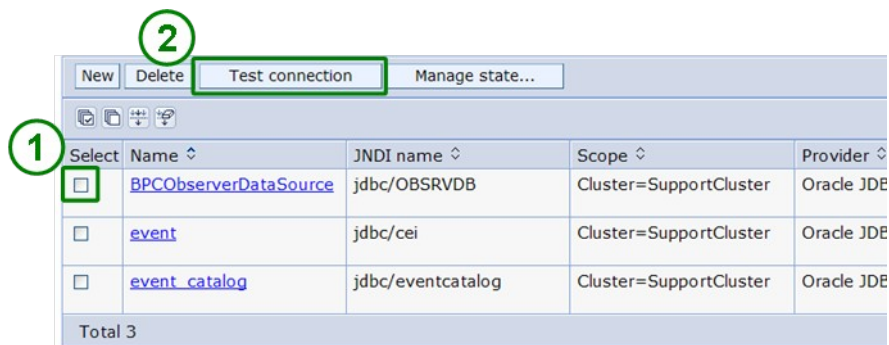 2
New Delete Test connection Manage state...
1
Select Name JNDI name Scope Provider
BPCObserverDataSource jdbc/OBSRVDB Cluster=SupportCluster Oracle JDB
event jdbc/cei Cluster=SupportCluster Oracle JDB
event_catalog jdbc/eventcatalog Cluster=SupportCluster Oracle JDB
Total 3